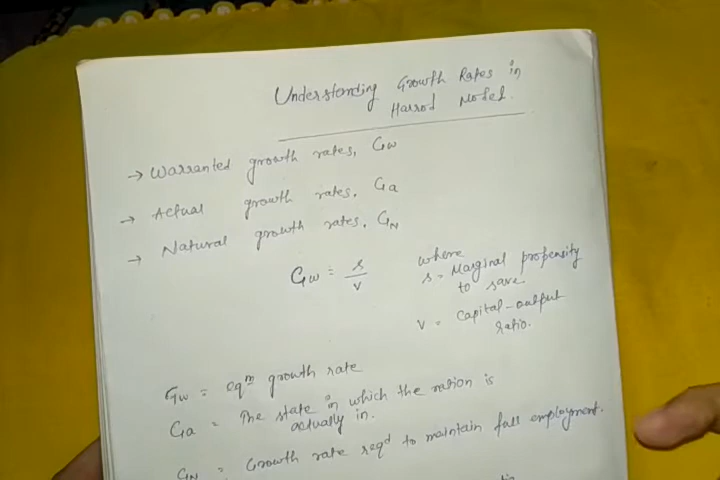 Understanding Growth Rates in
Harrod Model.
→ Warranted growth rates, Gw
→ Actual growth rates, Ga
→ Natural growth rates, GN
Gw = s/v
where
s = Marginal propensity
to save
v = Capital-output
ratio.
Gw = eqm growth rate
Ga = The state in which the nation is
actually in.
GN = Growth rate reqd to maintain full employment.